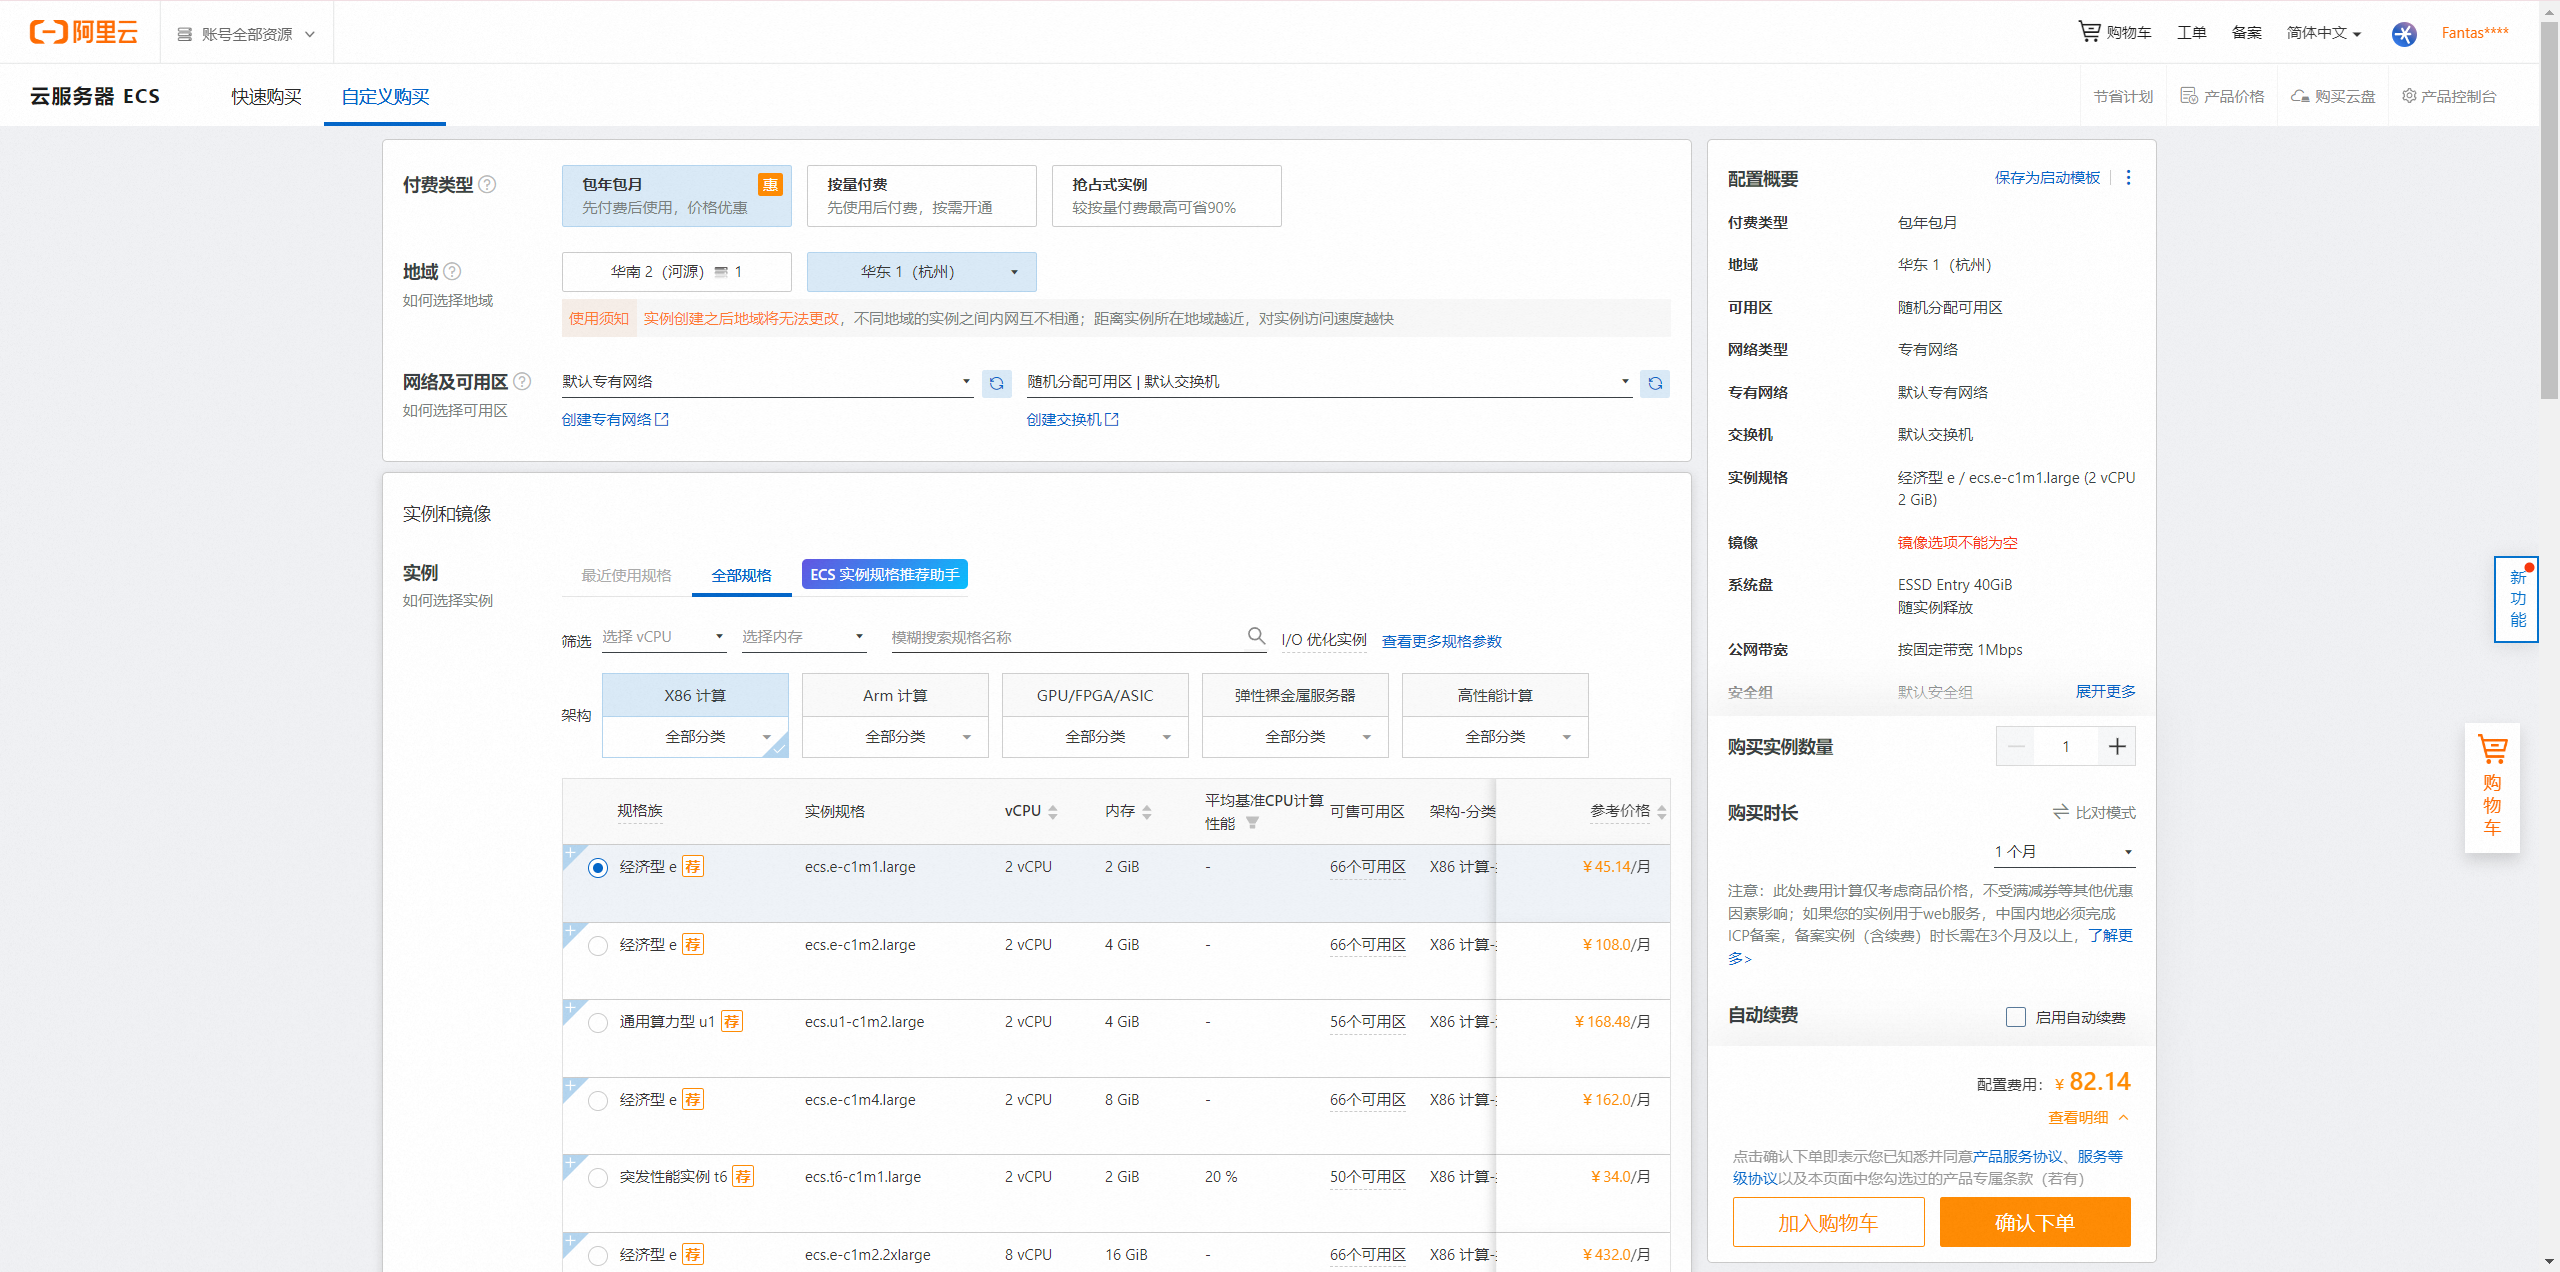 阿里云
账号全部资源
购物车
工单
备案
简体中文
Fantas****
云服务器 ECS
快速购买
自定义购买
节省计划
产品价格
购买云盘
产品控制台
付费类型
包年包月
惠
先付费后使用，价格优惠
按量付费
先使用后付费，按需开通
抢占式实例
较按量付费最高可省90%
地域
如何选择地域
华南 2（河源） 1
华东 1（杭州）
使用须知 实例创建之后地域将无法更改，不同地域的实例之间内网互不相通；距离实例所在地域越近，对实例访问速度越快
网络及可用区
如何选择可用区
默认专有网络
随机分配可用区 | 默认交换机
创建专有网络
创建交换机
实例和镜像
实例
如何选择实例
最近使用规格
全部规格
ECS 实例规格推荐助手
筛选
选择 vCPU
选择内存
模糊搜索规格名称
I/O 优化实例
查看更多规格参数
架构
X86 计算
Arm 计算
GPU/FPGA/ASIC
弹性裸金属服务器
高性能计算
全部分类
全部分类
全部分类
全部分类
全部分类
规格族 实例规格 vCPU 内存 平均基准CPU计算性能 可售可用区 架构-分类 参考价格
经济型 e 荐 ecs.e-c1m1.large 2 vCPU 2 GiB - 66个可用区 X86 计算- ¥ 45.14/月
经济型 e 荐 ecs.e-c1m2.large 2 vCPU 4 GiB - 66个可用区 X86 计算- ¥ 108.0/月
通用算力型 u1 荐 ecs.u1-c1m2.large 2 vCPU 4 GiB - 56个可用区 X86 计算- ¥ 168.48/月
经济型 e 荐 ecs.e-c1m4.large 2 vCPU 8 GiB - 66个可用区 X86 计算- ¥ 162.0/月
突发性能实例 t6 荐 ecs.t6-c1m1.large 2 vCPU 2 GiB 20 % 50个可用区 X86 计算- ¥ 34.0/月
经济型 e 荐 ecs.e-c1m2.2xlarge 8 vCPU 16 GiB - 66个可用区 X86 计算- ¥ 432.0/月
配置概要
保存为启动模板
付费类型 包年包月
地域 华东 1（杭州）
可用区 随机分配可用区
网络类型 专有网络
专有网络 默认专有网络
交换机 默认交换机
实例规格 经济型 e / ecs.e-c1m1.large (2 vCPU
2 GiB)
镜像 镜像选项不能为空
系统盘 ESSD Entry 40GiB
随实例释放
公网带宽 按固定带宽 1Mbps
安全组 默认安全组 展开更多
购买实例数量 1
购买时长 比对模式
1 个月
注意：此处费用计算仅考虑商品价格，不受满减券等其他优惠
因素影响；如果您的实例用于web服务，中国内地必须完成
ICP备案，备案实例（含续费）时长需在3个月及以上，了解更
多>
自动续费 启用自动续费
配置费用：¥ 82.14
查看明细
点击确认下单即表示您已知悉并同意产品服务协议、服务等
级协议以及本页面中您勾选过的产品专属条款（若有）
加入购物车
确认下单
新功能
购物车